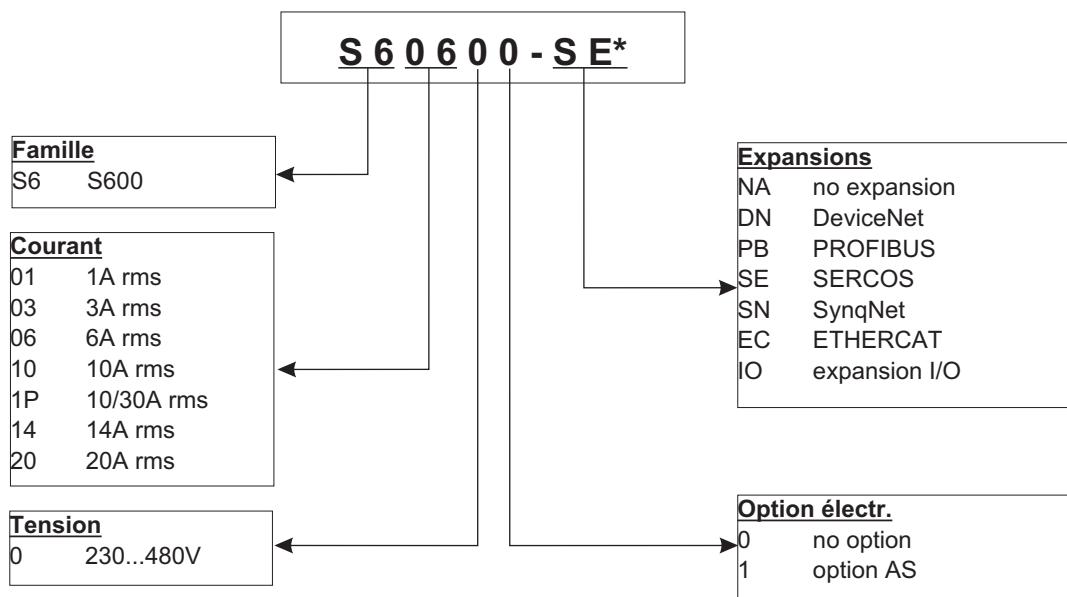 S 6 0 6 0 0 - S E*
Famille
S6 S600
Courant
01 1A rms
03 3A rms
06 6A rms
10 10A rms
1P 10/30A rms
14 14A rms
20 20A rms
Tension
0 230...480V
Expansions
NA no expansion
DN DeviceNet
PB PROFIBUS
SE SERCOS
SN SynqNet
EC ETHERCAT
IO expansion I/O
Option électr.
0 no option
1 option AS